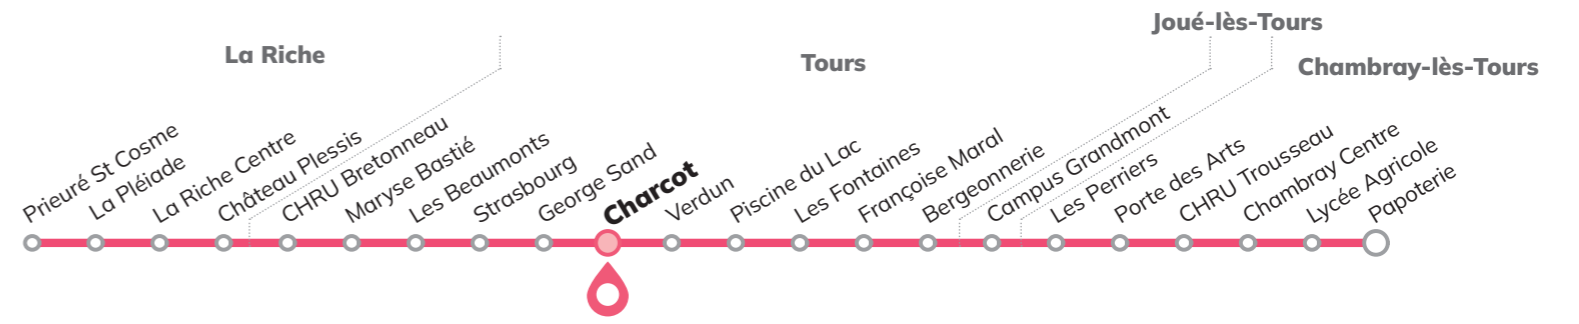 La Riche
Tours
Joué-lès-Tours
Chambray-lès-Tours
Prieuré St Cosme
La Pléiade
La Riche Centre
Château Plessis
CHRU Bretonneau
Maryse Bastié
Les Beaumonts
Strasbourg
George Sand
Charcot
Verdun
Piscine du Lac
Les Fontaines
Françoise Maral
Bergeonnerie
Campus Grandmont
Les Perriers
Porte des Arts
CHRU Trousseau
Chambray Centre
Lycée Agricole
Papoterie